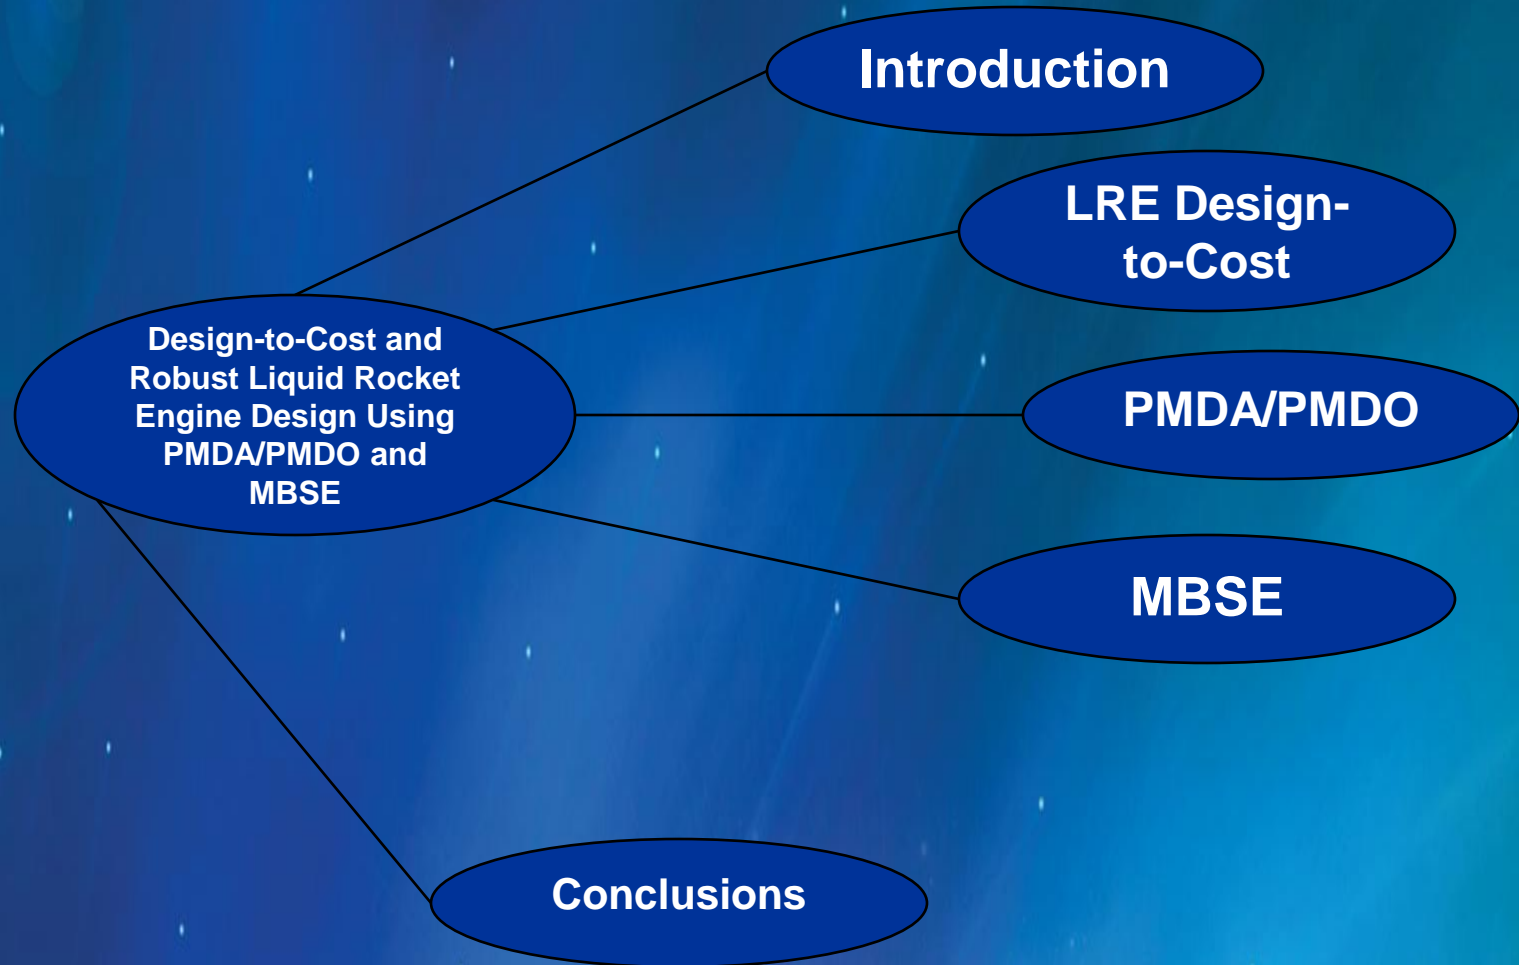 Introduction
LRE Design-
to-Cost
Design-to-Cost and
Robust Liquid Rocket
Engine Design Using
PMDA/PMDO and
MBSE
PMDA/PMDO
MBSE
Conclusions